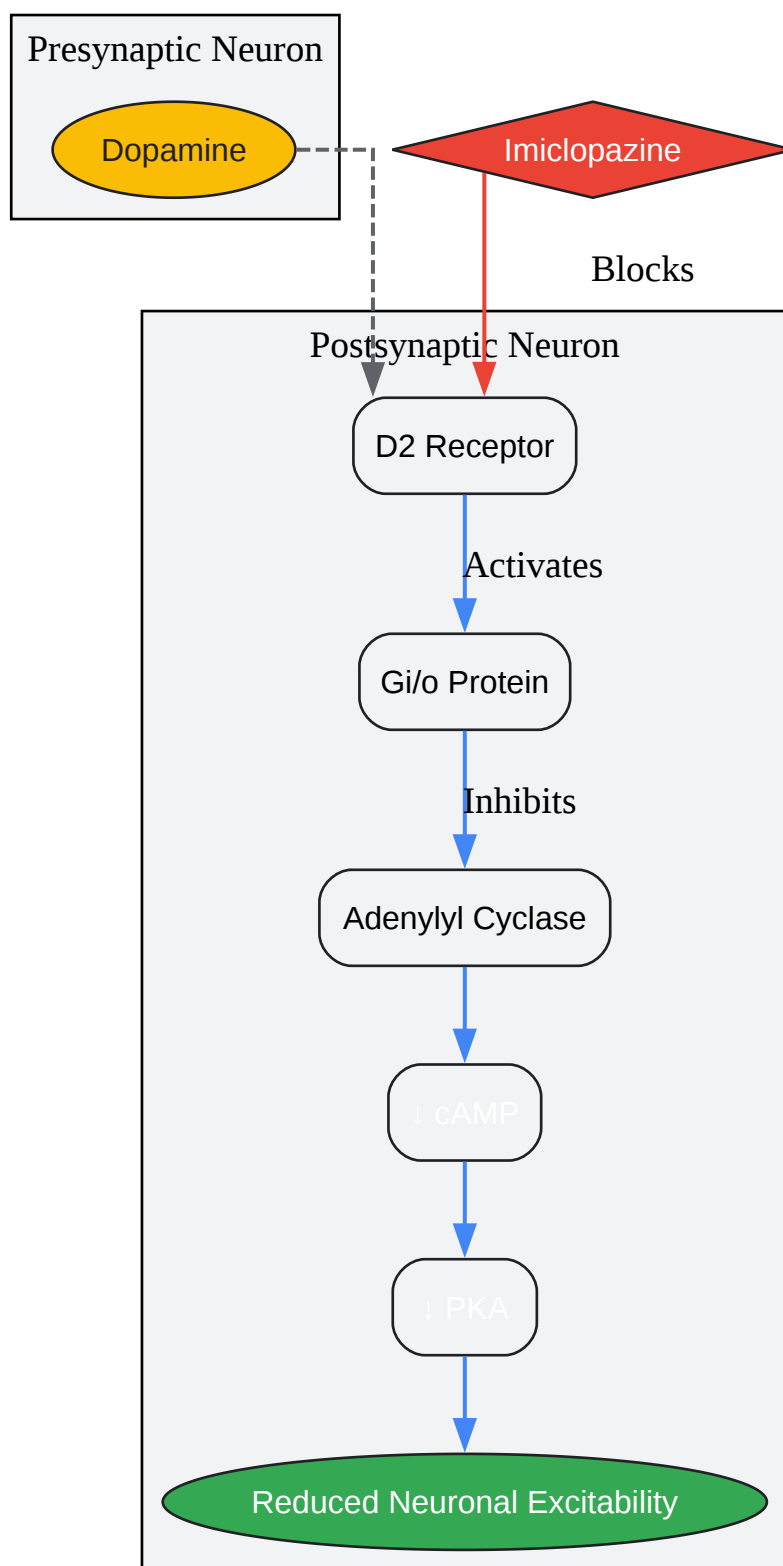 Presynaptic Neuron
Dopamine
Imiclopazine
Blocks
Postsynaptic Neuron
D2 Receptor
Activates
Gi/o Protein
Inhibits
Adenylyl Cyclase
↓ cAMP
↓ PKA
Reduced Neuronal Excitability